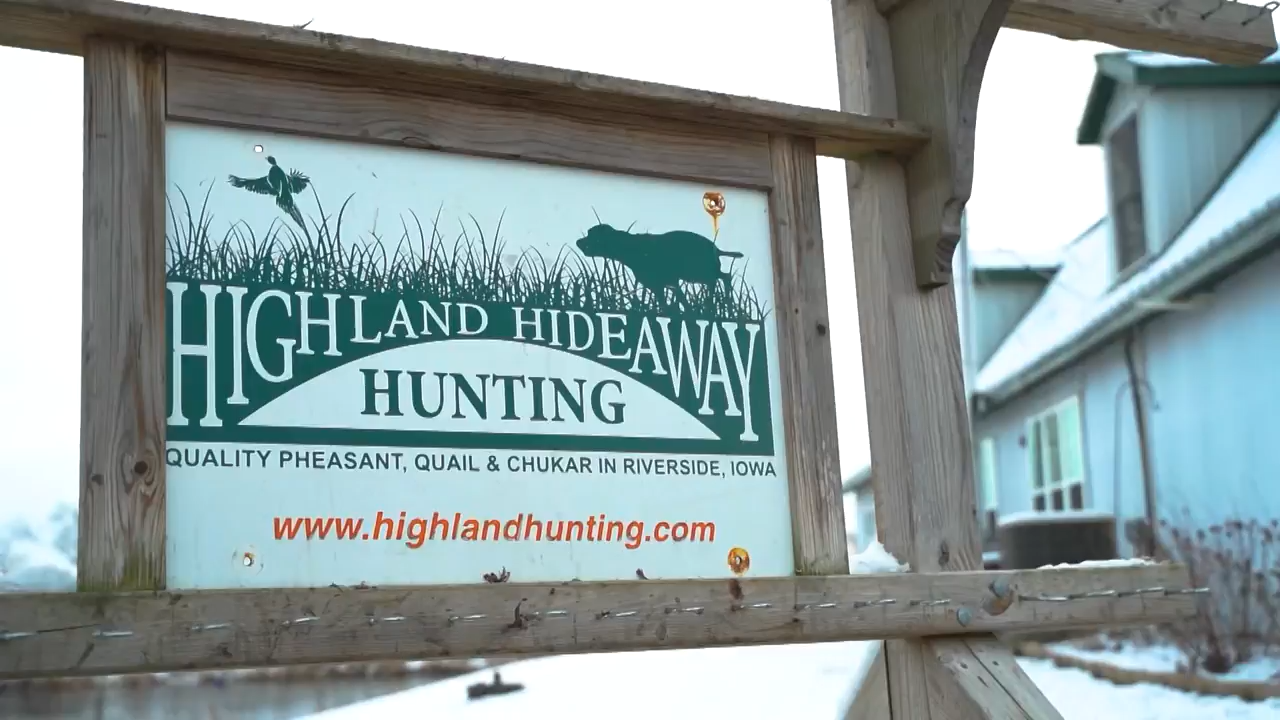 HIGHLAND HIDEAWAY
HUNTING
QUALITY PHEASANT, QUAIL & CHUKAR IN RIVERSIDE, IOWA
www.highlandhunting.com